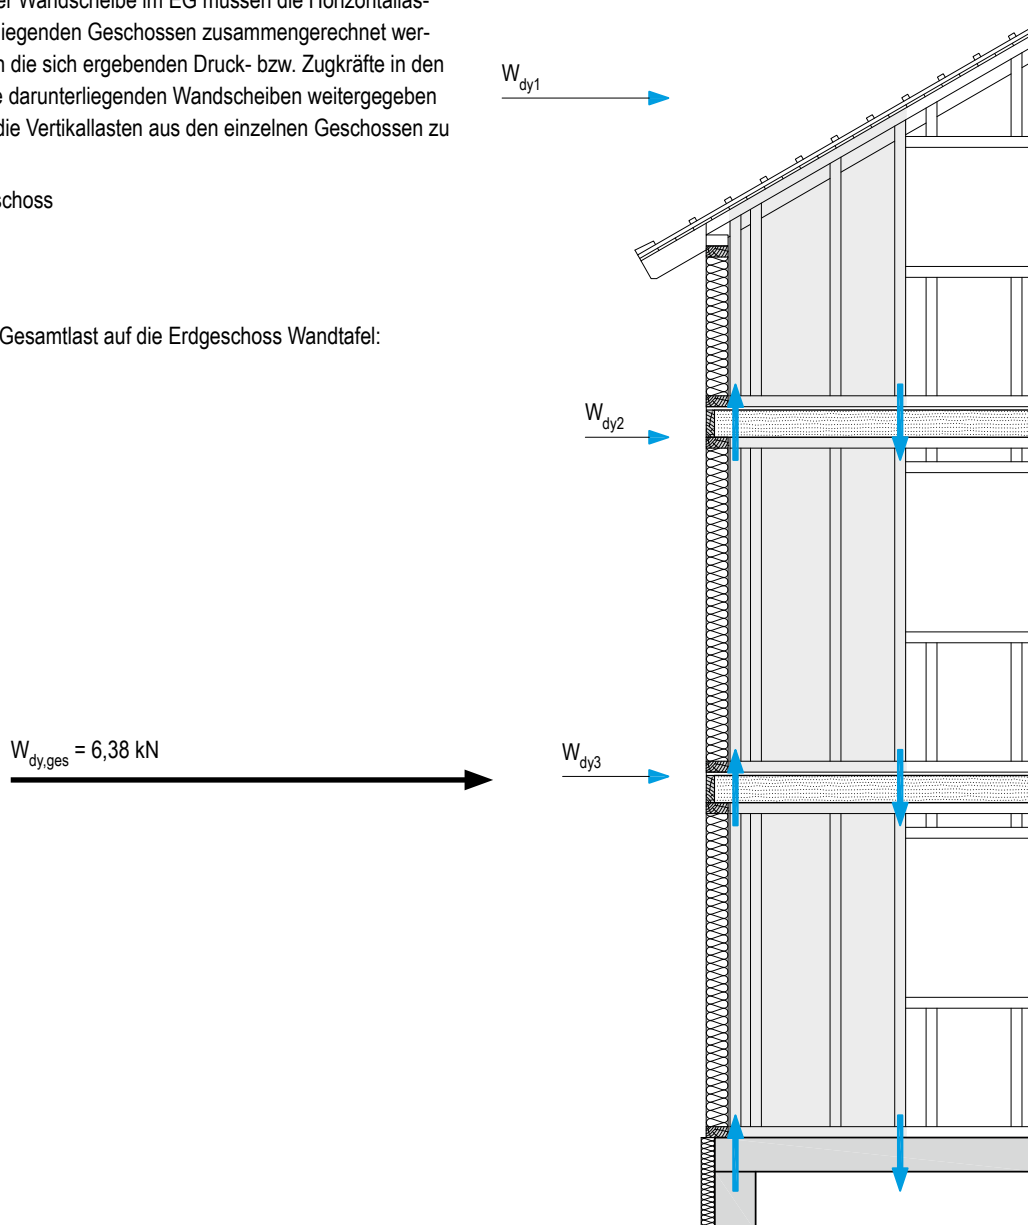 er Wandscheibe im EG müssen die Horizontallas-
liegenden Geschossen zusammengerechnet wer-
n die sich ergebenden Druck- bzw. Zugkräfte in den
e darunterliegenden Wandscheiben weitergegeben
die Vertikallasten aus den einzelnen Geschossen zu
schoss
Gesamtlast auf die Erdgeschoss Wandtafel:
W_dy1
W_dy2
W_dy,ges = 6,38 kN
W_dy3